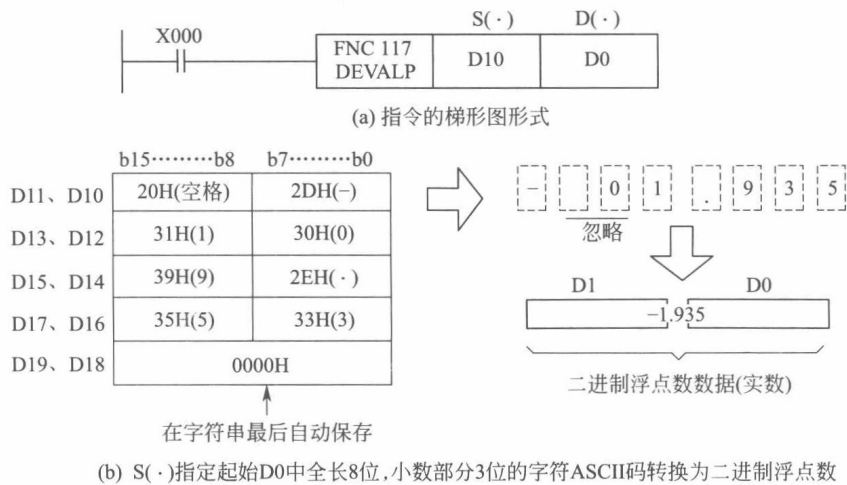 S(·) D(·)
X000
FNC 117
DEVALP
D10
D0
(a) 指令的梯形图形式
b15………b8 b7……b0
D11、D10 20H(空格) 2DH(−)
D13、D12 31H(1) 30H(0)
D15、D14 39H(9) 2EH(·)
D17、D16 35H(5) 33H(3)
D19、D18 0000H
在字符串最后自动保存
− 0 1 . 9 3 5
忽略
D1 D0
−1.935
二进制浮点数数据(实数)
(b) S(·)指定起始D0中全长8位,小数部分3位的字符ASCII码转换为二进制浮点数